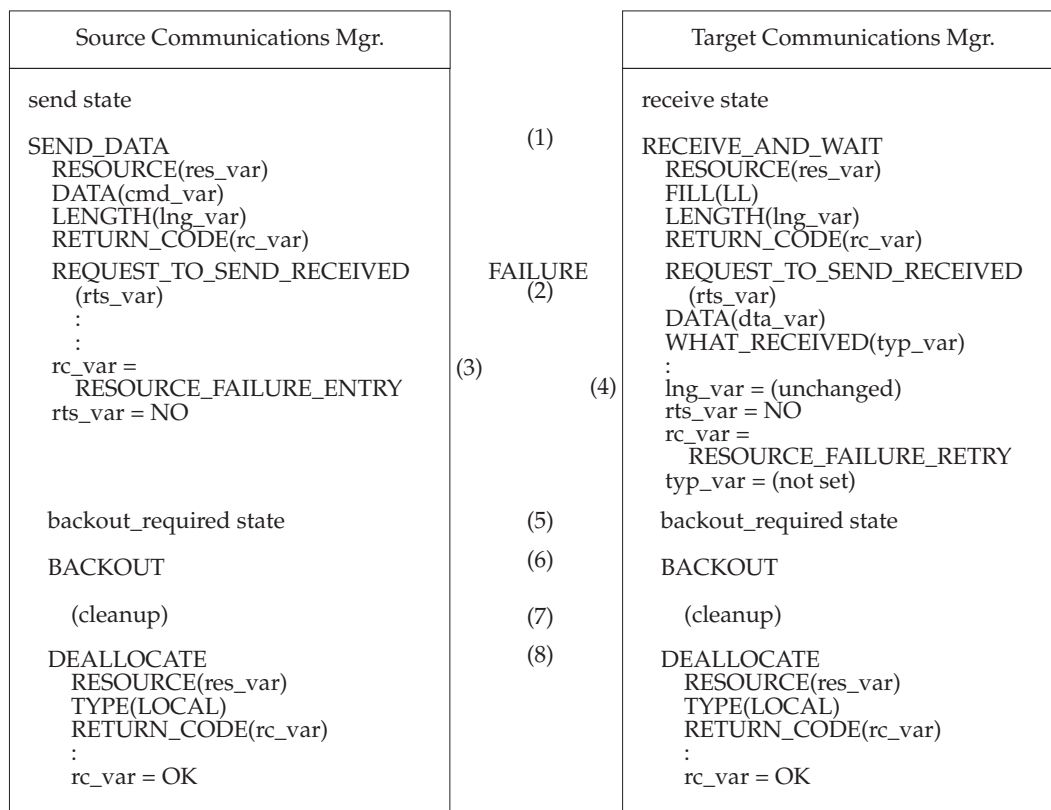 Source Communications Mgr.
send state
SEND_DATA
RESOURCE(res_var)
DATA(cmd_var)
LENGTH(lng_var)
RETURN_CODE(rc_var)
REQUEST_TO_SEND_RECEIVED
(rts_var)
:
:
rc_var =
RESOURCE_FAILURE_ENTRY
rts_var = NO
backout_required state
BACKOUT
(cleanup)
DEALLOCATE
RESOURCE(res_var)
TYPE(LOCAL)
RETURN_CODE(rc_var)
:
rc_var = OK
(1)
FAILURE
(2)
(3)
(4)
(5)
(6)
(7)
(8)
Target Communications Mgr.
receive state
RECEIVE_AND_WAIT
RESOURCE(res_var)
FILL(LL)
LENGTH(lng_var)
RETURN_CODE(rc_var)
REQUEST_TO_SEND_RECEIVED
(rts_var)
DATA(dta_var)
WHAT_RECEIVED(typ_var)
:
lng_var = (unchanged)
rts_var = NO
rc_var =
RESOURCE_FAILURE_RETRY
typ_var = (not set)
backout_required state
BACKOUT
(cleanup)
DEALLOCATE
RESOURCE(res_var)
TYPE(LOCAL)
RETURN_CODE(rc_var)
:
rc_var = OK